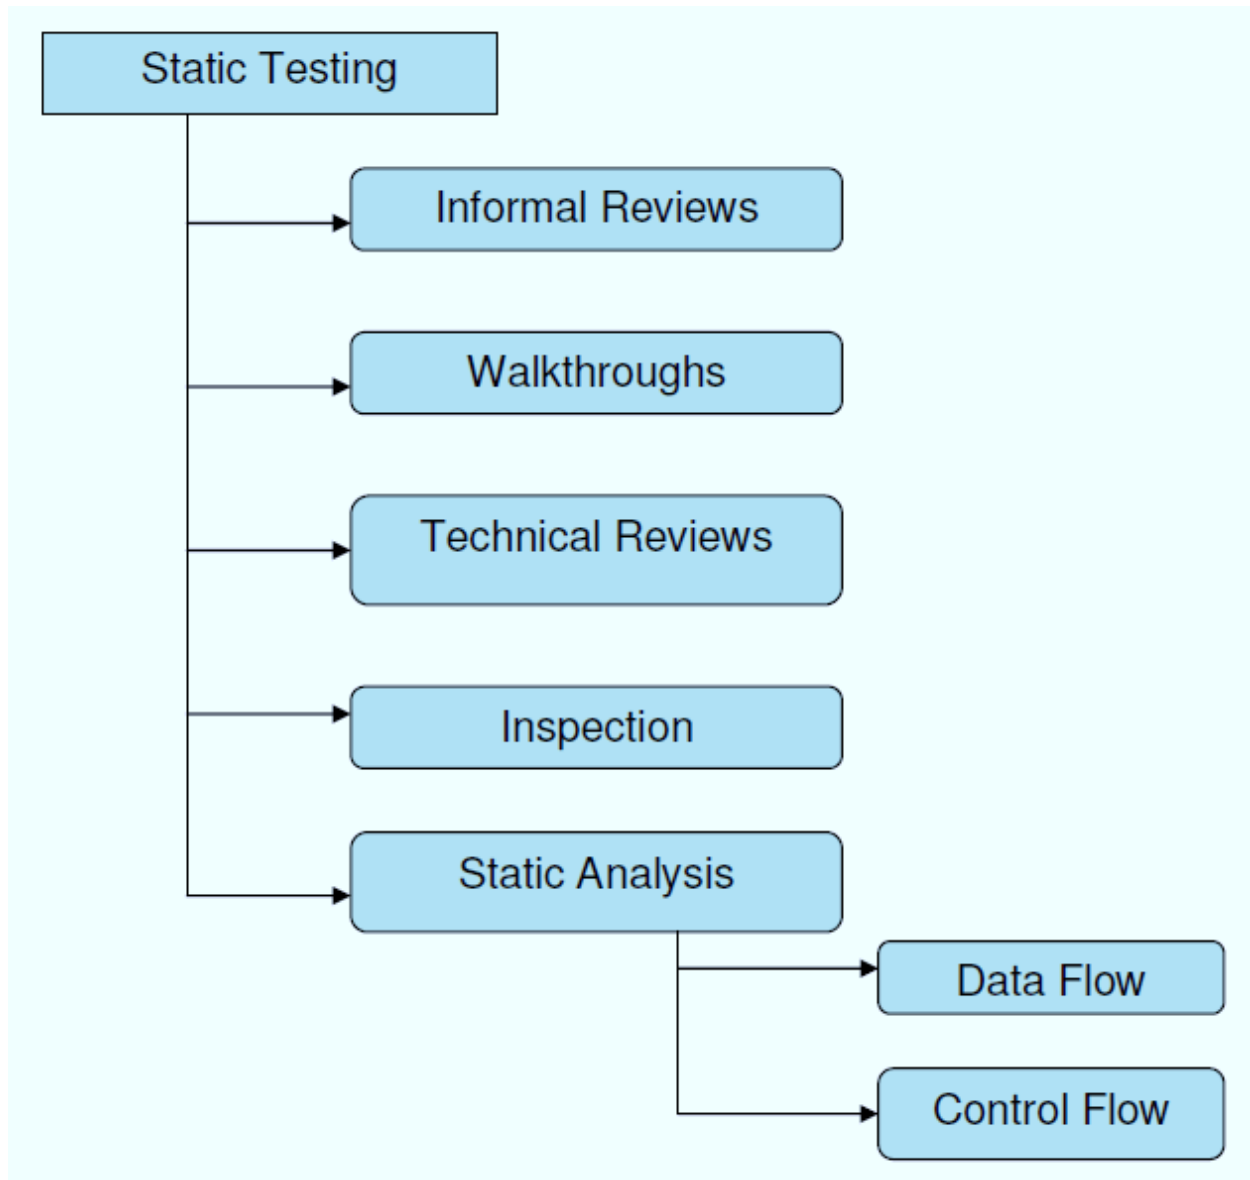 Static Testing
Informal Reviews
Walkthroughs
Technical Reviews
Inspection
Static Analysis
Data Flow
Control Flow